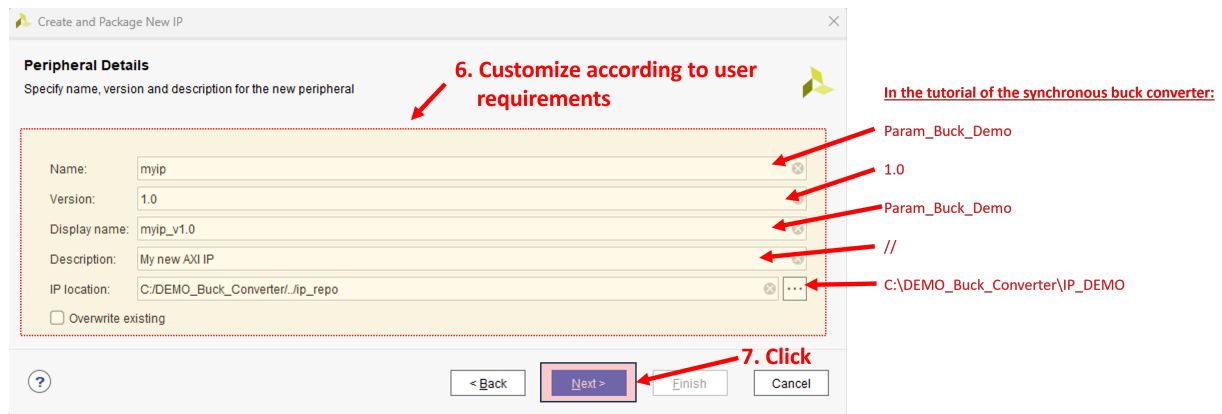 Create and Package New IP
Peripheral Details
Specify name, version and description for the new peripheral
6. Customize according to user
requirements
In the tutorial of the synchronous buck converter:
Name:
myip
Param_Buck_Demo
Version:
1.0
1.0
Display name:
myip_v1.0
Param_Buck_Demo
Description:
My new AXI IP
//
IP location:
C:/DEMO_Buck_Converter/../ip_repo
...
C:\DEMO_Buck_Converter\IP_DEMO
Overwrite existing
7. Click
?
< Back
Next >
Finish
Cancel